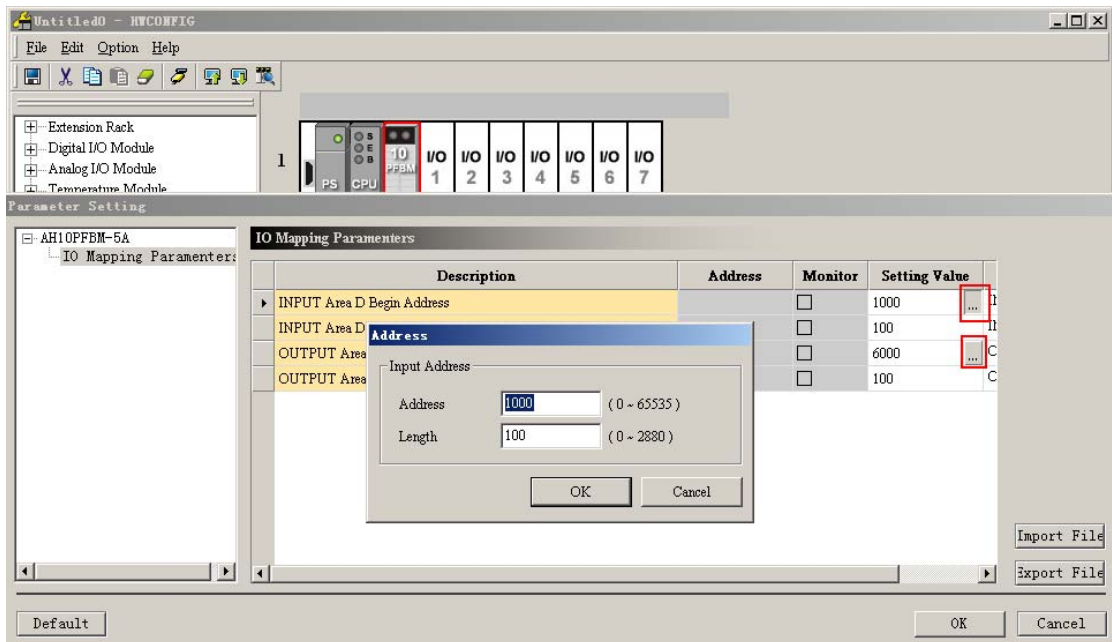 Untitled0 - HWCONFIG
File Edit Option Help
Extension Rack
Digital I/O Module
Analog I/O Module
Temperature Module
1
PS CPU
S
E
B
10
PFBM
I/O 1 I/O 2 I/O 3 I/O 4 I/O 5 I/O 6 I/O 7
Parameter Setting
AH10PFBM-5A
IO Mapping Paramenters
IO Mapping Paramenters
Description Address Monitor Setting Value
INPUT Area D Begin Address 1000 ...
INPUT Area D 100
OUTPUT Area 6000 ...
OUTPUT Area 100
Address
Input Address
Address 1000 ( 0 ~ 65535 )
Length 100 ( 0 ~ 2880 )
OK Cancel
Import File
Export File
Default OK Cancel